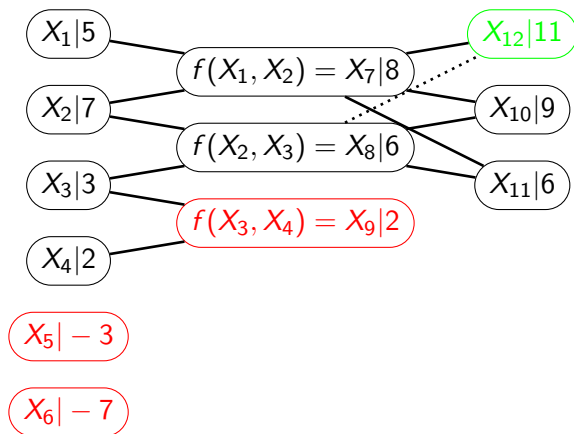 X₁|5
X₂|7
X₃|3
X₄|2
X₅| − 3
X₆| − 7
f(X₁, X₂) = X₇|8
f(X₂, X₃) = X₈|6
f(X₃, X₄) = X₉|2
X₁₂|11
X₁₀|9
X₁₁|6